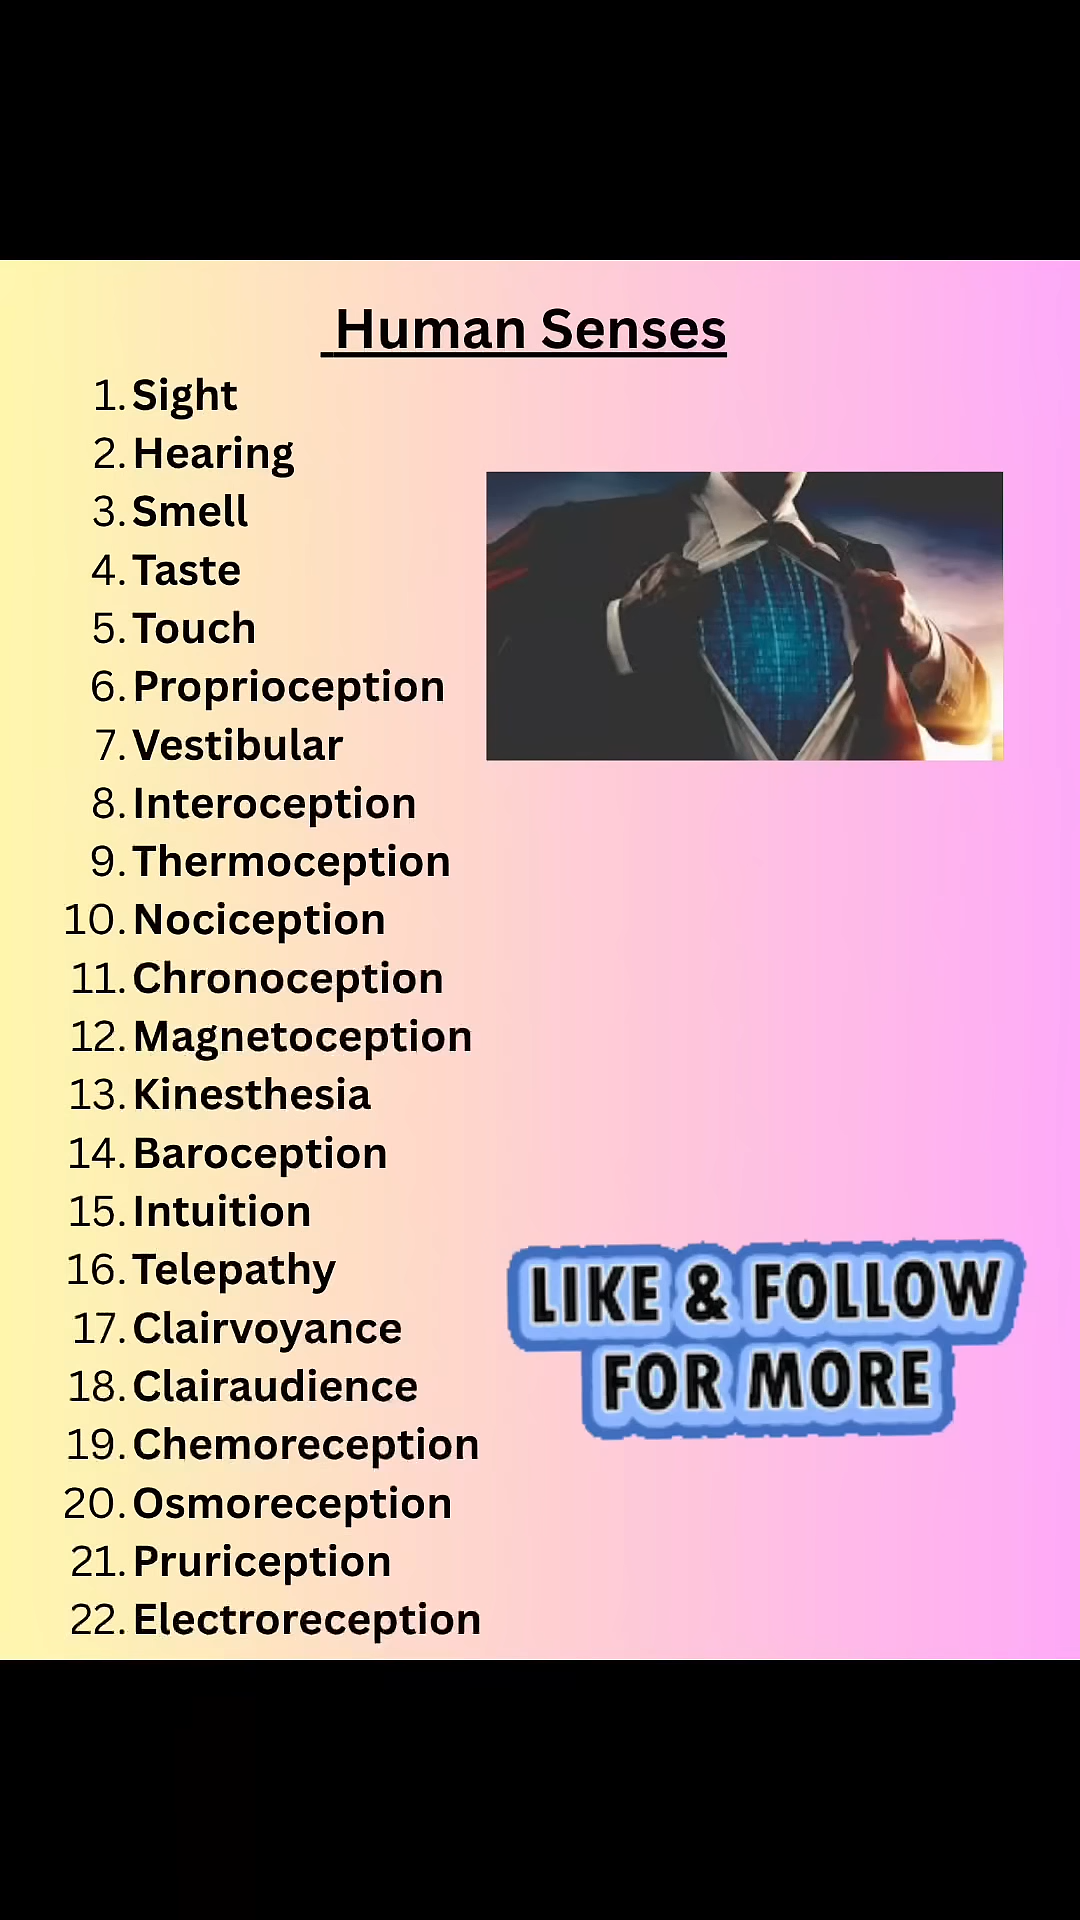 Human Senses
1. Sight
2. Hearing
3. Smell
4. Taste
5. Touch
6. Proprioception
7. Vestibular
8. Interoception
9. Thermoception
10. Nociception
11. Chronoception
12. Magnetoception
13. Kinesthesia
14. Baroception
15. Intuition
16. Telepathy
17. Clairvoyance
18. Clairaudience
19. Chemoreception
20. Osmoreception
21. Pruriception
22. Electroreception
LIKE & FOLLOW
FOR MORE